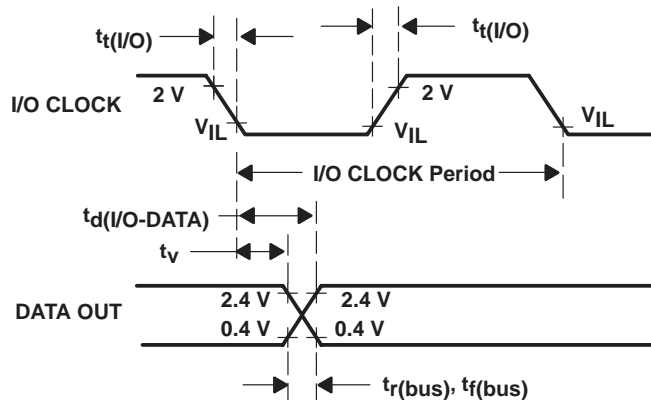 tt(I/O)
tt(I/O)
I/O CLOCK
2 V
2 V
VIL
VIL
VIL
I/O CLOCK Period
td(I/O-DATA)
tv
DATA OUT
2.4 V
2.4 V
0.4 V
0.4 V
tr(bus), tf(bus)